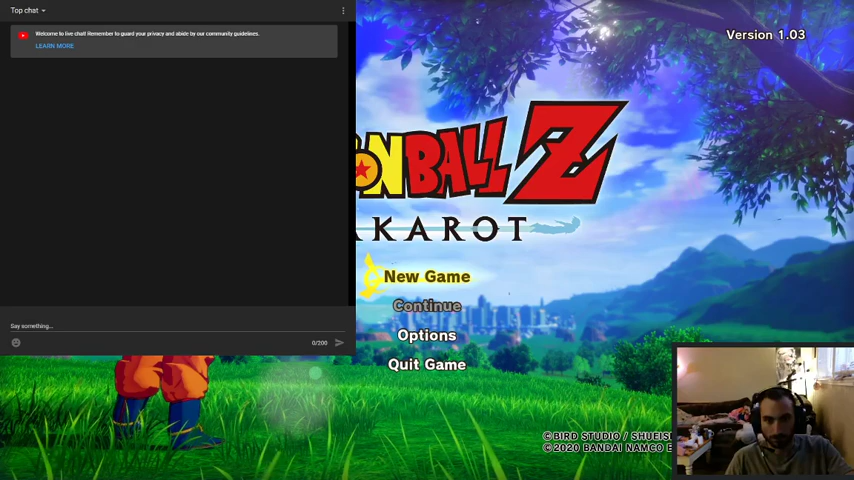 Top chat
Welcome to live chat! Remember to guard your privacy and abide by our community guidelines.
LEARN MORE
Say something...
0/200
Version 1.03
ONBALL Z
AKAROT
New Game
Continue
Options
Quit Game
©BIRD STUDIO / SHUEIS
©2020 BANDAI NAMCO E